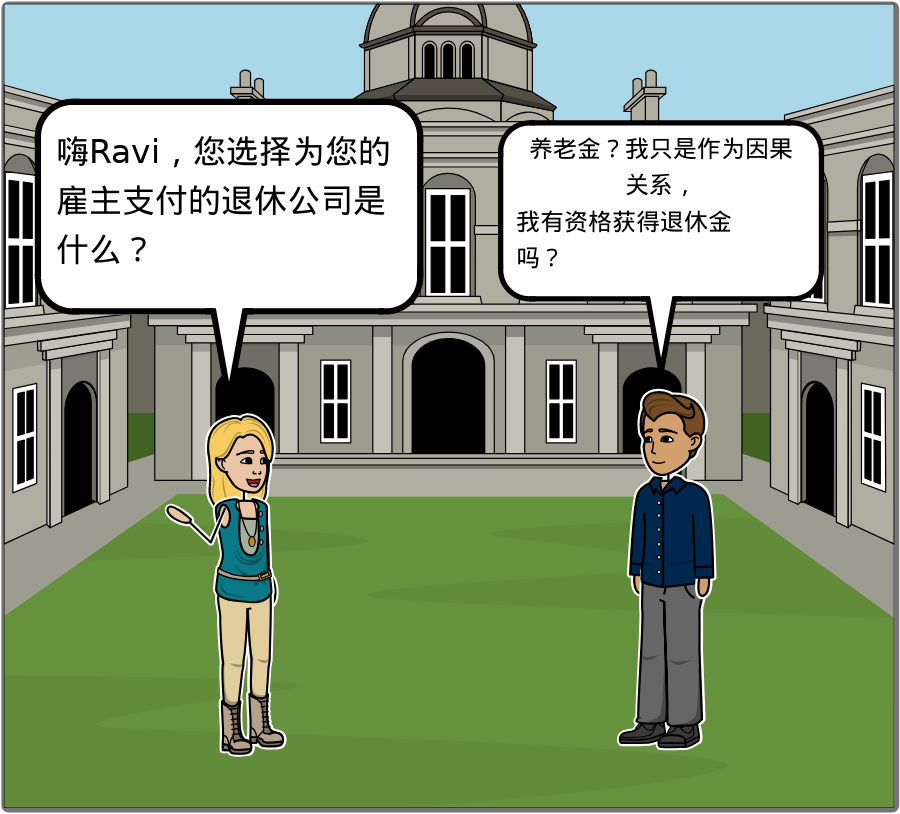 嗨Ravi，您选择为您的
雇主支付的退休公司是
什么？
养老金？我只是作为因果
关系，
我有资格获得退休金
吗？